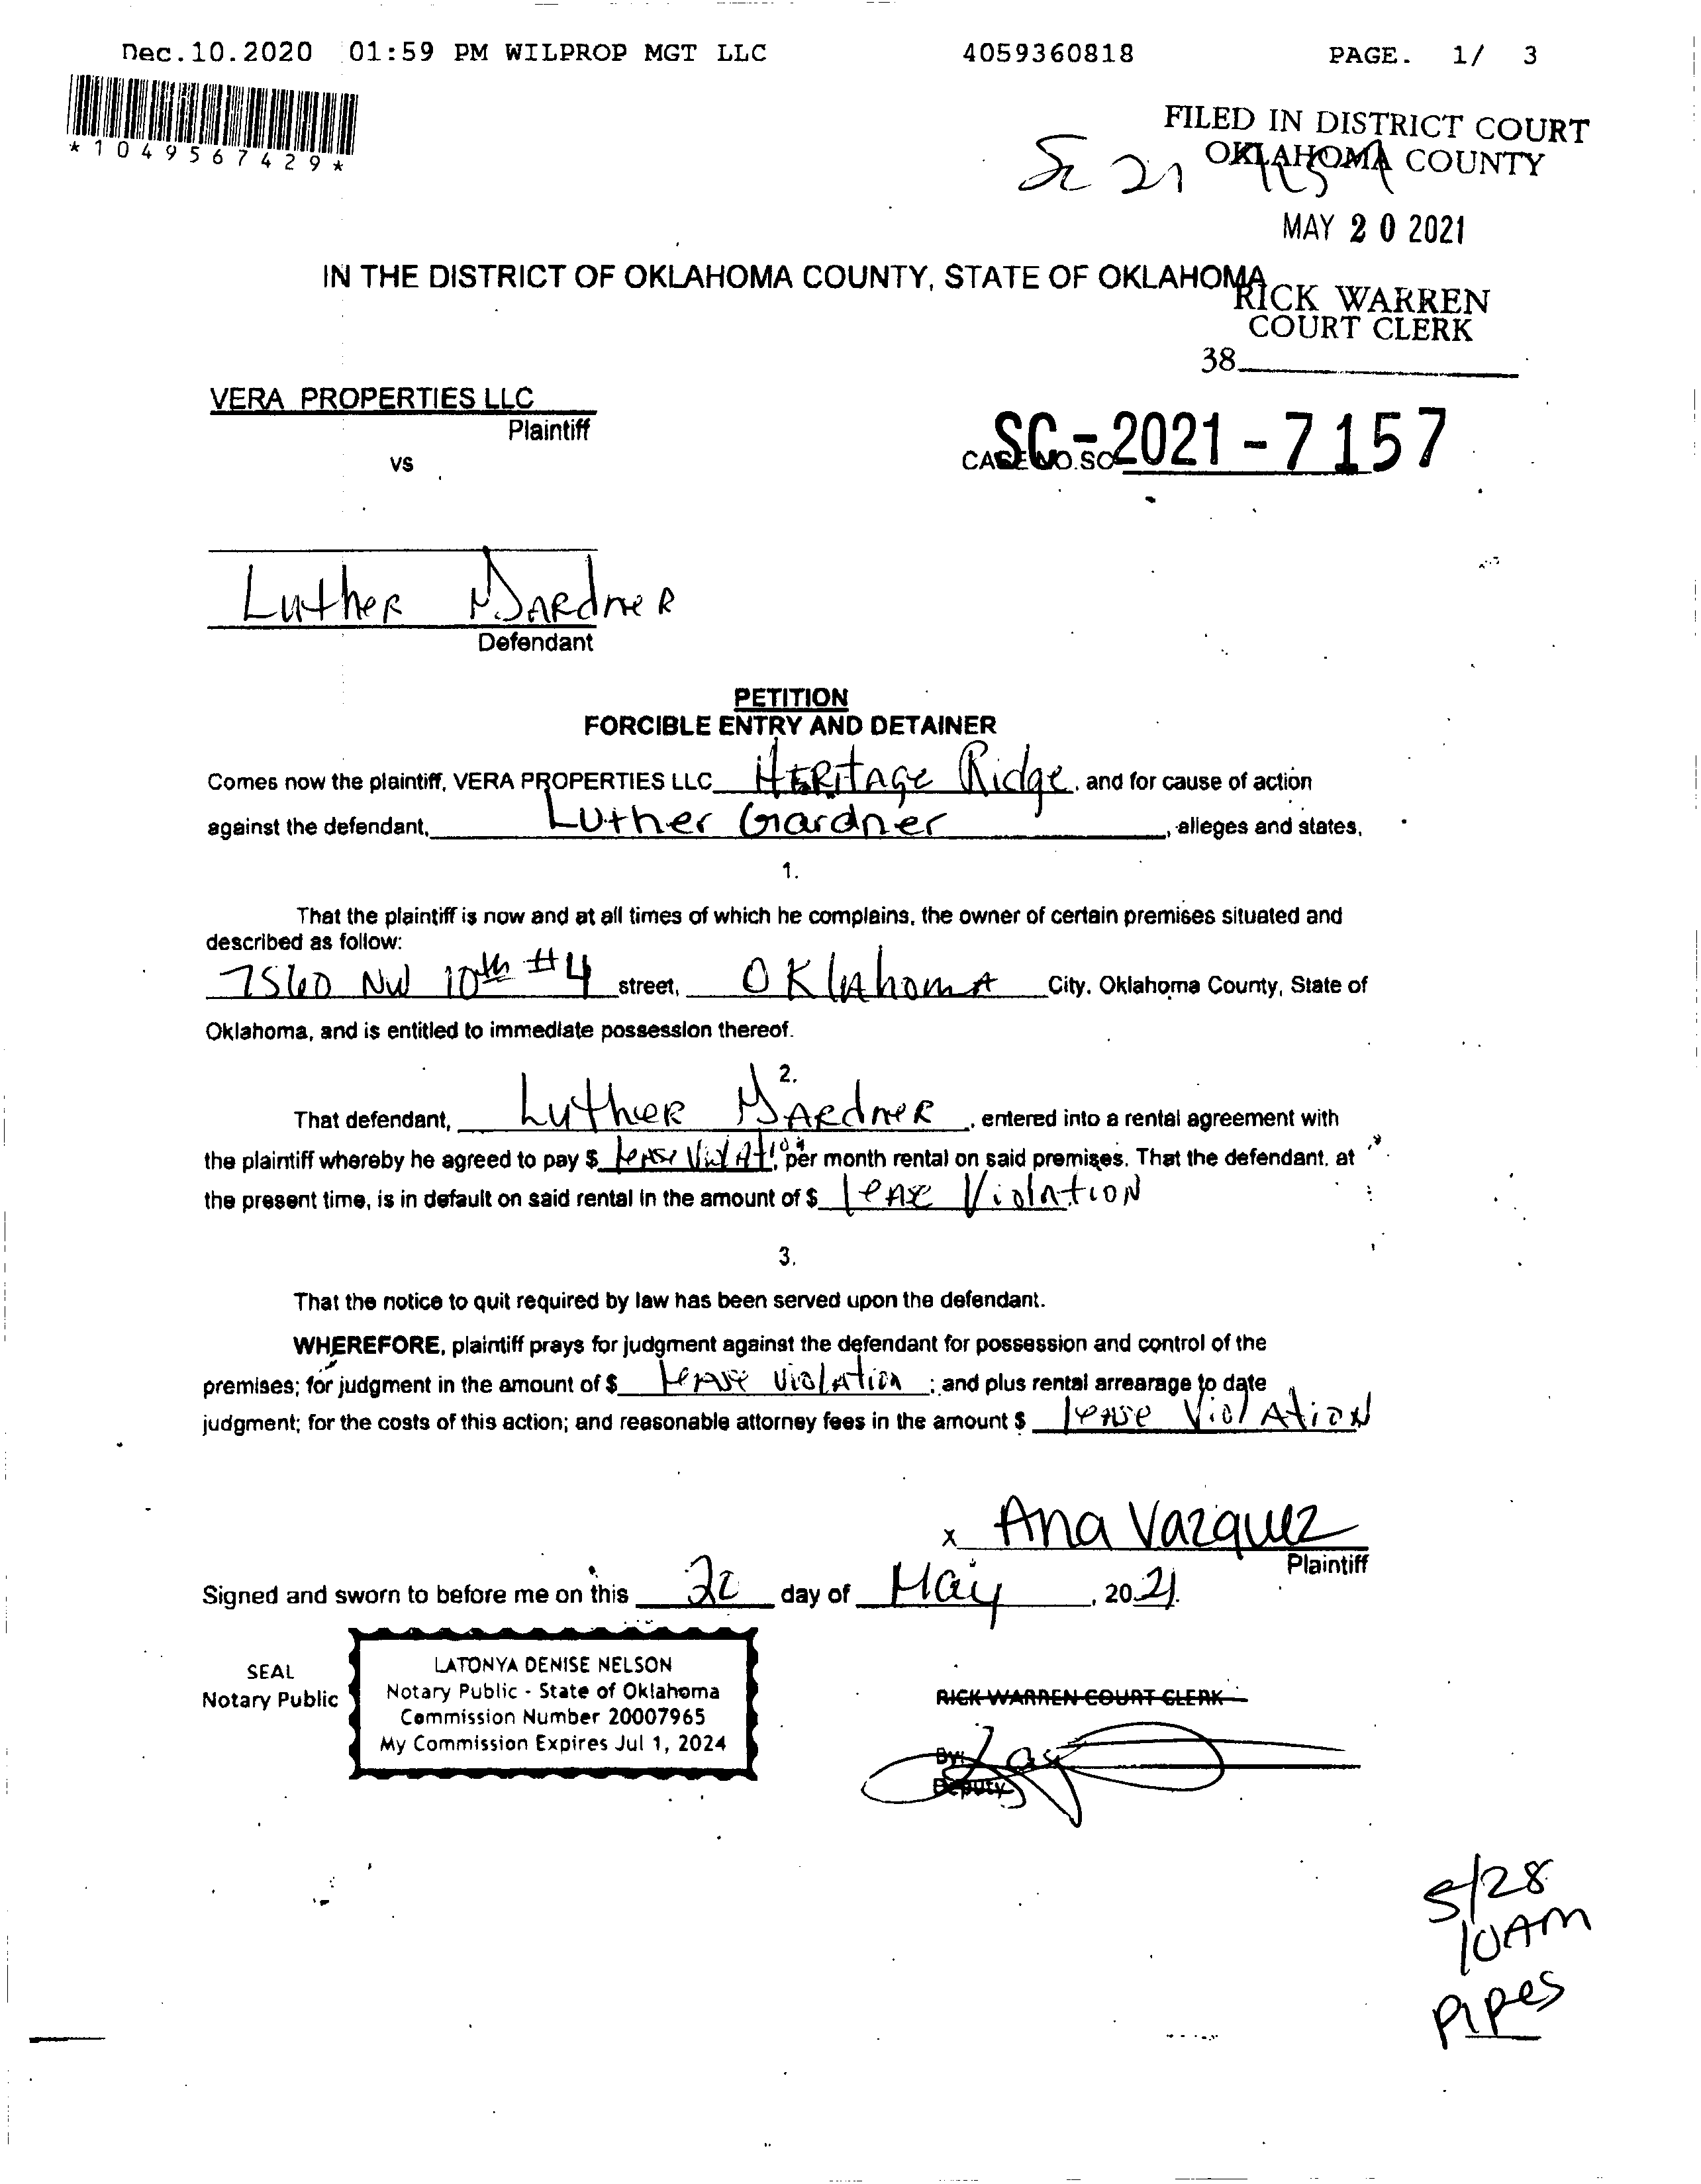 Dec.10.2020 01:59 PM WILPROP MGT LLC 4059360818 PAGE. 1/ 3
*1049567429*
FILED IN DISTRICT COURT
OKLAHOMA COUNTY
SC 21
MAY 20 2021
IN THE DISTRICT OF OKLAHOMA COUNTY, STATE OF OKLAHOMA
RICK WARREN
COURT CLERK
38
VERA PROPERTIES LLC
Plaintiff
vs
SC-2021-7157
CASE NO. SC
Luther Gardner
Defendant
PETITION
FORCIBLE ENTRY AND DETAINER
Comes now the plaintiff, VERA PROPERTIES LLC Heritage Ridge, and for cause of action
against the defendant, Luther Gardner, alleges and states,
1.
That the plaintiff is now and at all times of which he complains, the owner of certain premises situated and
described as follow:
7560 NW 10th #4 street, Oklahoma City, Oklahoma County, State of
Oklahoma, and is entitled to immediate possession thereof.
2.
That defendant, Luther Gardner, entered into a rental agreement with
the plaintiff whereby he agreed to pay $ lease Violation per month rental on said premises. That the defendant, at
the present time, is in default on said rental in the amount of $ lease Violation
3.
That the notice to quit required by law has been served upon the defendant.
WHEREFORE, plaintiff prays for judgment against the defendant for possession and control of the
premises; for judgment in the amount of $ lease Violation ; and plus rental arrearage to date
judgment; for the costs of this action; and reasonable attorney fees in the amount $ lease Violation
x Ana Vazquez
Plaintiff
Signed and sworn to before me on this 20 day of May, 2021.
SEAL
Notary Public
LATONYA DENISE NELSON
Notary Public - State of Oklahoma
Commission Number 20007965
My Commission Expires Jul 1, 2024
RICK WARREN COURT CLERK
By:
Deputy
5/28
10AM
Pipes